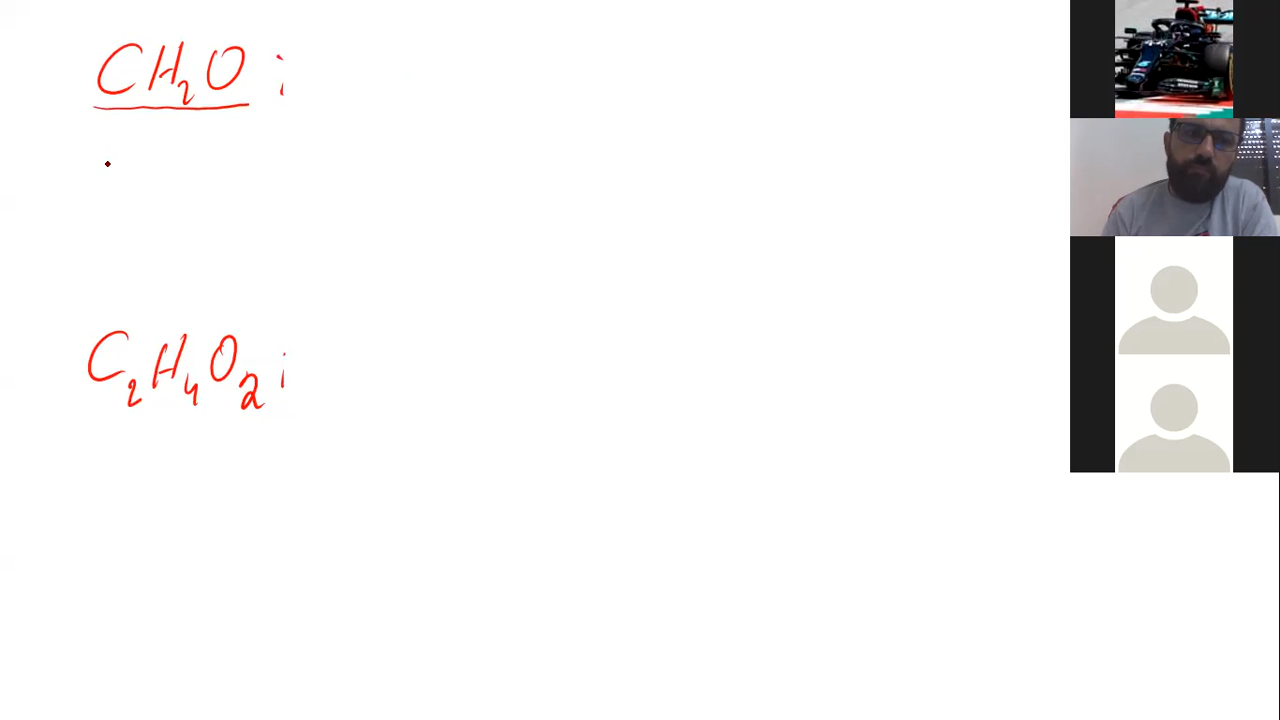 CH₂O :
C₂H₄O₂ :